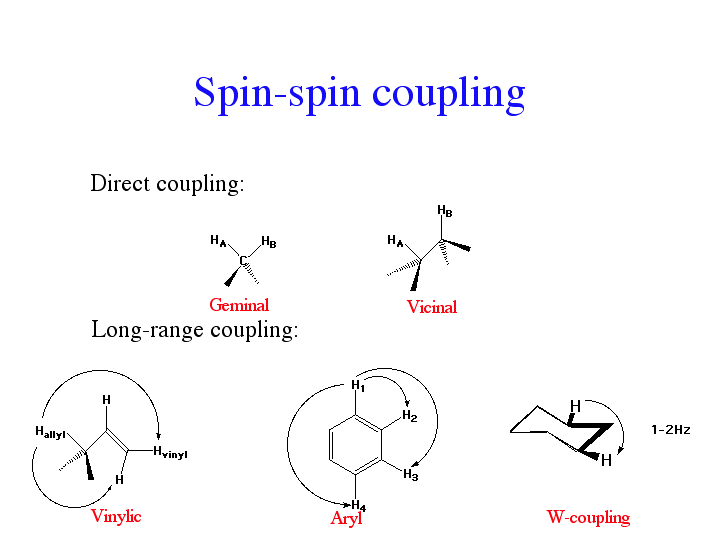 Spin-spin coupling
Direct coupling:
HA HB
C
Geminal
HB
HA
Vicinal
Long-range coupling:
H
Hallyl
Hvinyl
H
Vinylic
H1
H2
H3
H4
Aryl
H
H
1-2Hz
W-coupling